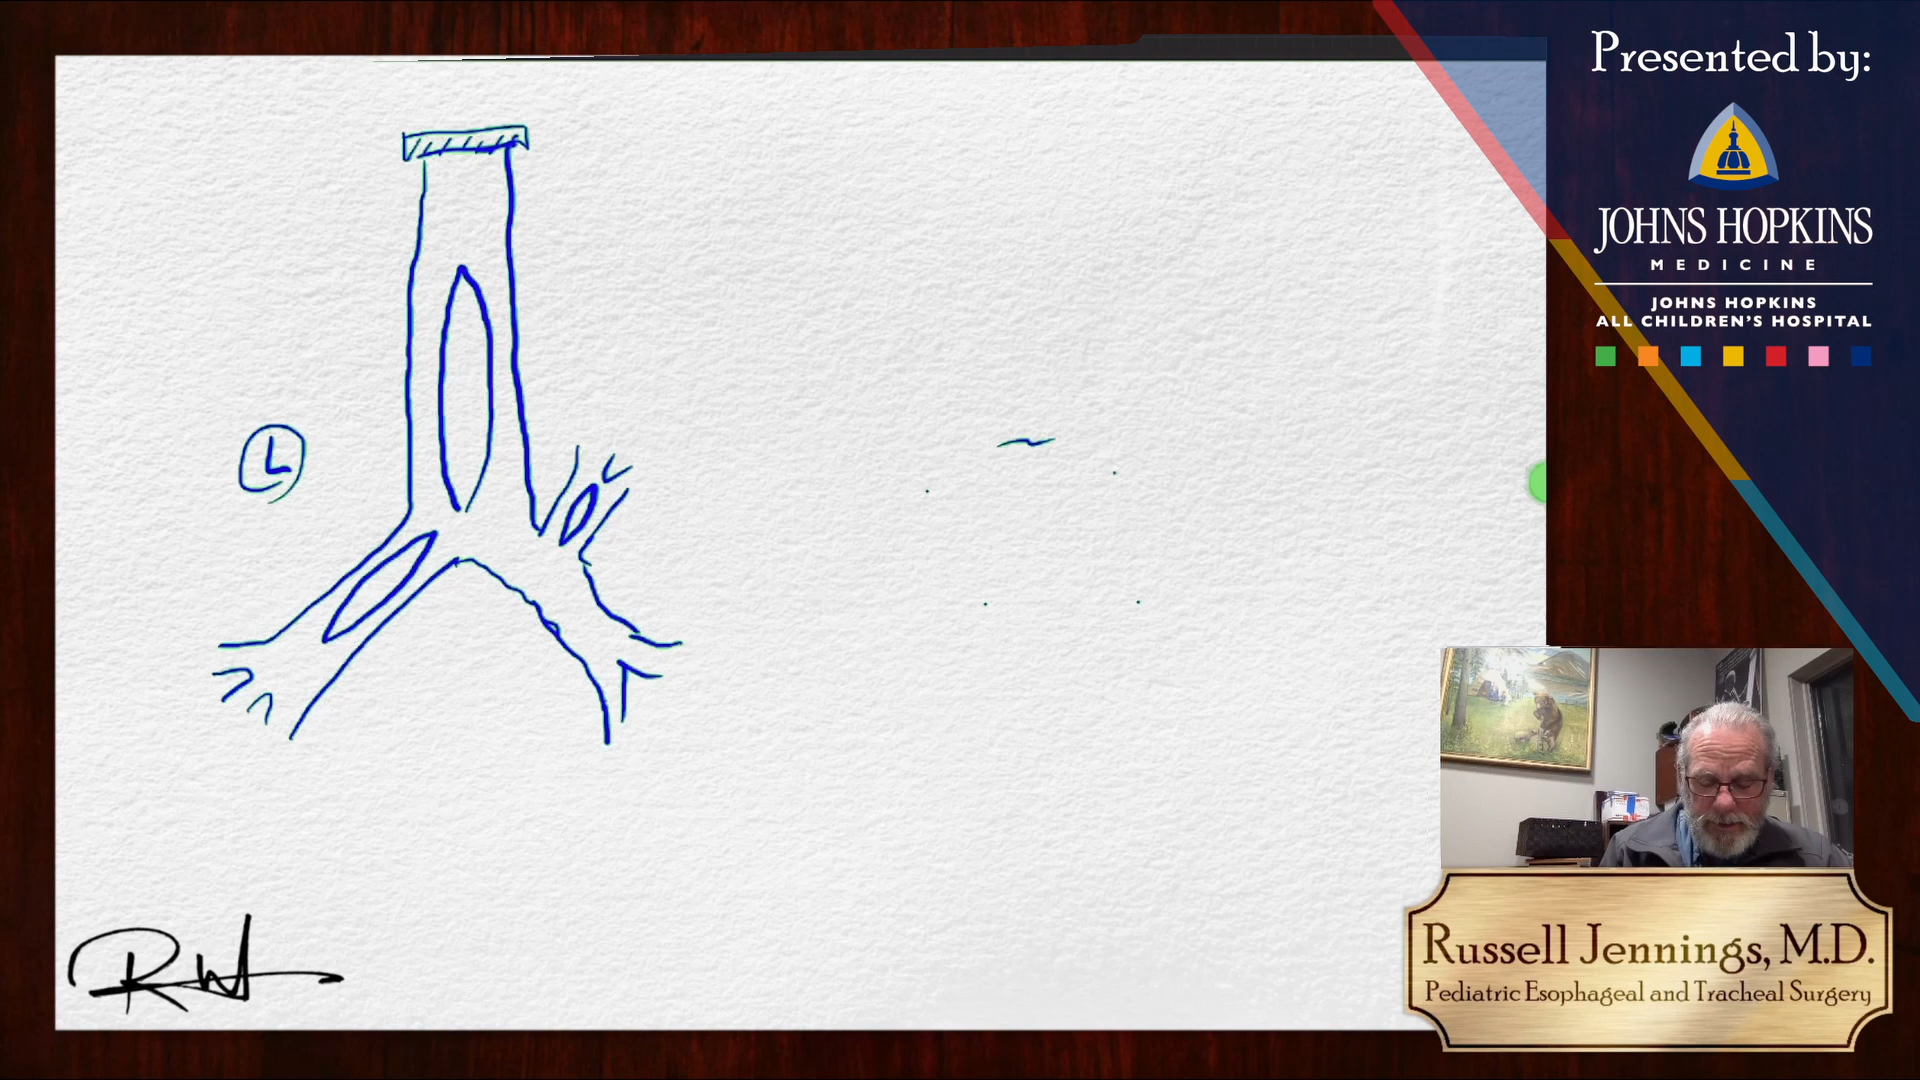 Presented by:
JOHNS HOPKINS
MEDICINE
JOHNS HOPKINS
ALL CHILDREN'S HOSPITAL
L
Russell Jennings, M.D.
Pediatric Esophageal and Tracheal Surgery